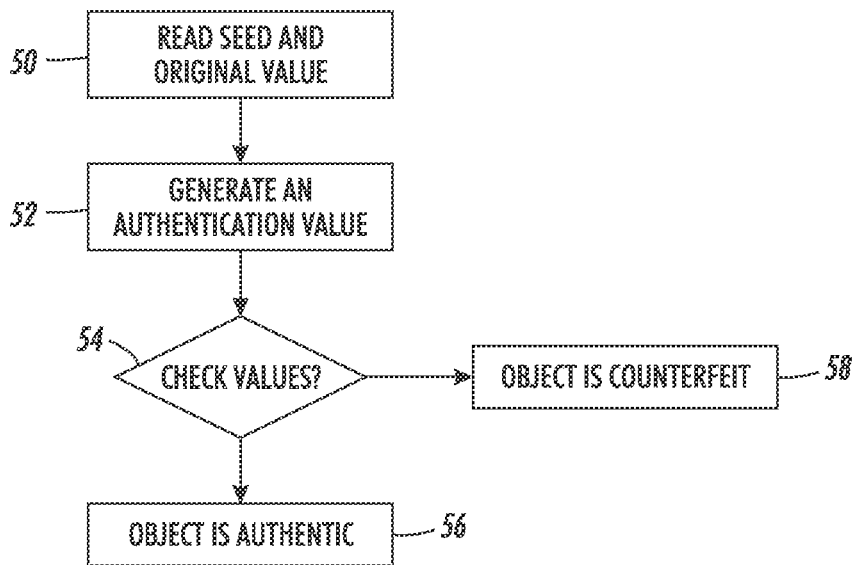 50
READ SEED AND
ORIGINAL VALUE
52
GENERATE AN
AUTHENTICATION VALUE
54
CHECK VALUES?
OBJECT IS COUNTERFEIT
58
OBJECT IS AUTHENTIC
56